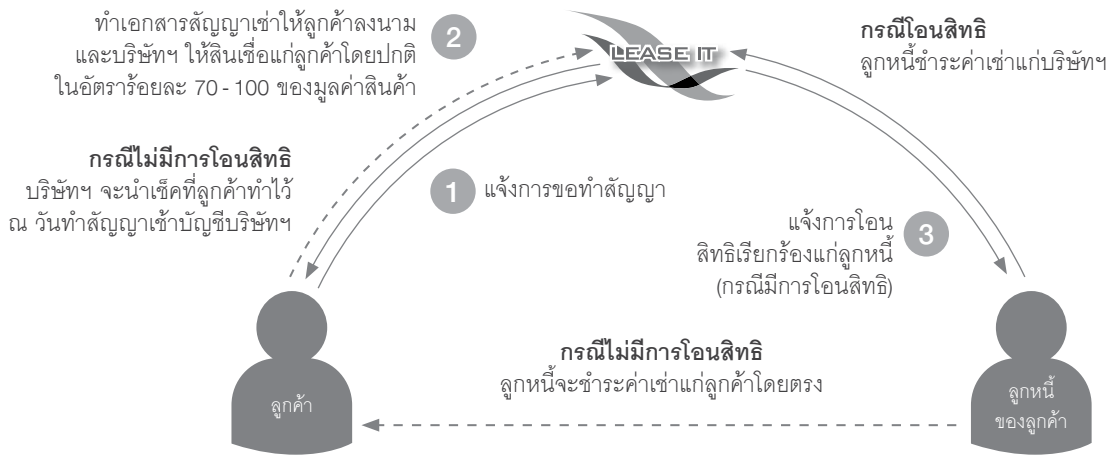 ทำเอกสารสัญญาเช่าให้ลูกค้าลงนาม
และบริษัทฯ ให้สินเชื่อแก่ลูกค้าโดยปกติ
ในอัตราร้อยละ 70 - 100 ของมูลค่าสินค้า
2
LEASE IT
กรณีโอนสิทธิ
ลูกหนี้ชำระค่าเช่าแก่บริษัทฯ
กรณีไม่มีการโอนสิทธิ
บริษัทฯ จะนำเช็คที่ลูกค้าทำไว้
ณ วันทำสัญญาเช้าบัญชีบริษัทฯ
1 แจ้งการขอทำสัญญา
แจ้งการโอน
สิทธิเรียกร้องแก่ลูกหนี้
(กรณีมีการโอนสิทธิ)
3
กรณีไม่มีการโอนสิทธิ
ลูกหนี้จะชำระค่าเช่าแก่ลูกค้าโดยตรง
ลูกค้า
ลูกหนี้
ของลูกค้า